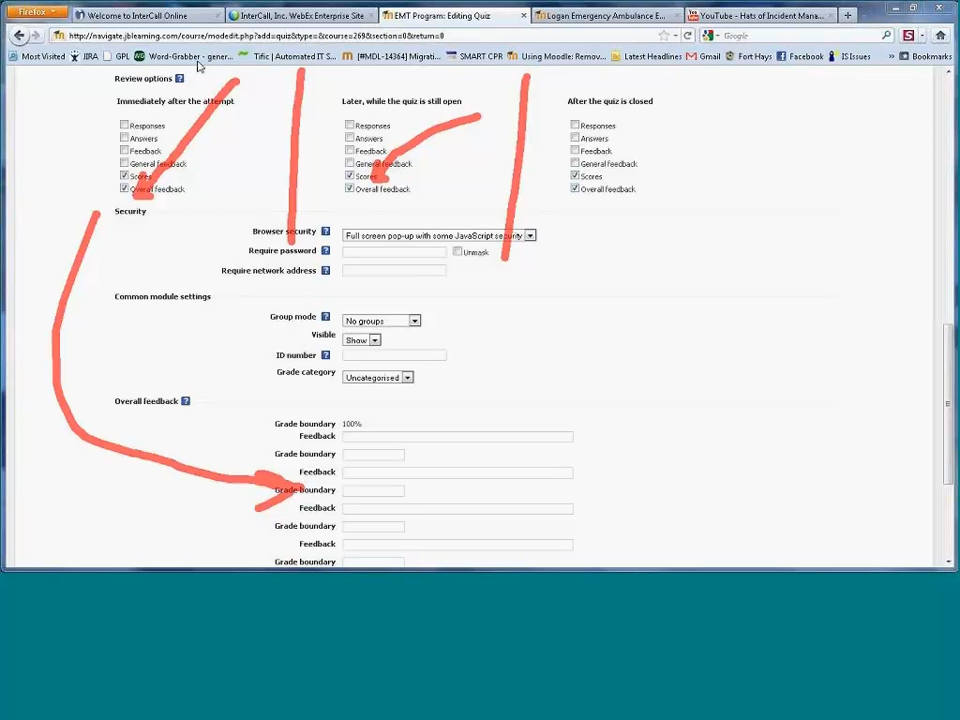 Firefox
Welcome to InterCall Online
InterCall, Inc. WebEx Enterprise Site
EMT Program: Editing Quiz
Logan Emergency Ambulance E...
YouTube - Hats of Incident Mana...
http://navigate.jblearning.com/course/modedit.php?add=quiz&type=&course=269&section=0&return=0
Google
Most Visited JIRA GPL Word-Grabber - gener... Tific | Automated IT S... [#MDL-14364] Migrati... SMART CPR Using Moodle: Remov... Latest Headlines Fort Hays Gmail Facebook IS Issues » Bookmarks
Review options ?
Immediately after the attempt Later, while the quiz is still open After the quiz is closed
Responses Responses Responses
Answers Answers Answers
Feedback Feedback Feedback
General feedback General feedback General feedback
Scores Scores Scores
Overall feedback Overall feedback Overall feedback
Security
Browser security ? Full screen pop-up with some JavaScript security
Require password ? Unmask
Require network address ?
Common module settings
Group mode ? No groups
Visible Show
ID number ?
Grade category Uncategorised
Overall feedback ?
Grade boundary 100%
Feedback
Grade boundary
Feedback
Grade boundary
Feedback
Grade boundary
Feedback
Grade boundary